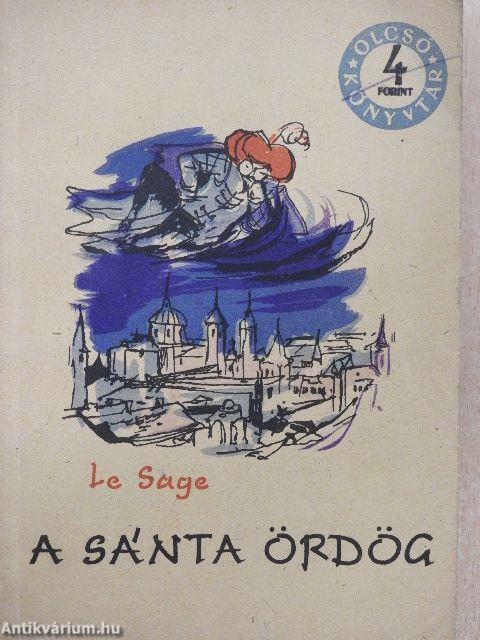 OLCSÓ
4
FORINT
KÖNYVTÁR
Le Sage
A SÁNTA ÖRDÖG
Antikvárium.hu